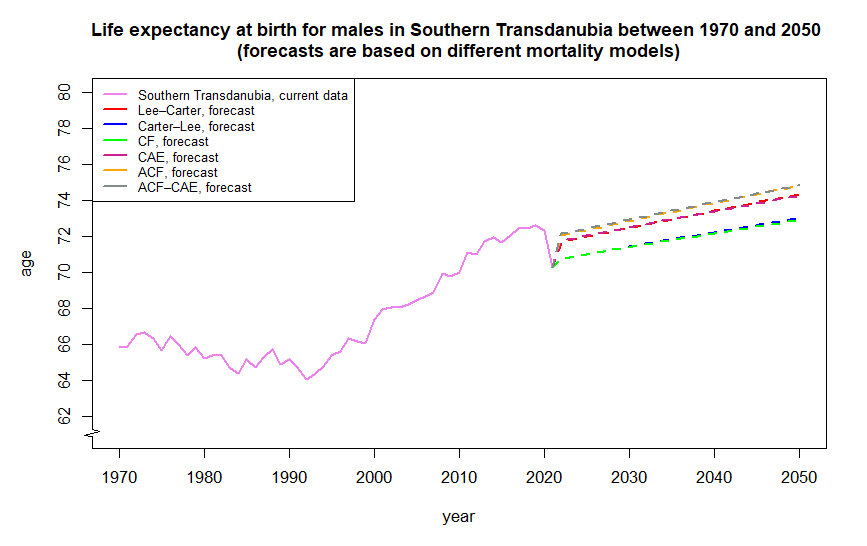 Life expectancy at birth for males in Southern Transdanubia between 1970 and 2050
(forecasts are based on different mortality models)
Southern Transdanubia, current data
Lee–Carter, forecast
Carter–Lee, forecast
CF, forecast
CAE, forecast
ACF, forecast
ACF–CAE, forecast
age
80
78
76
74
72
70
68
66
64
62
1970 1980 1990 2000 2010 2020 2030 2040 2050
year